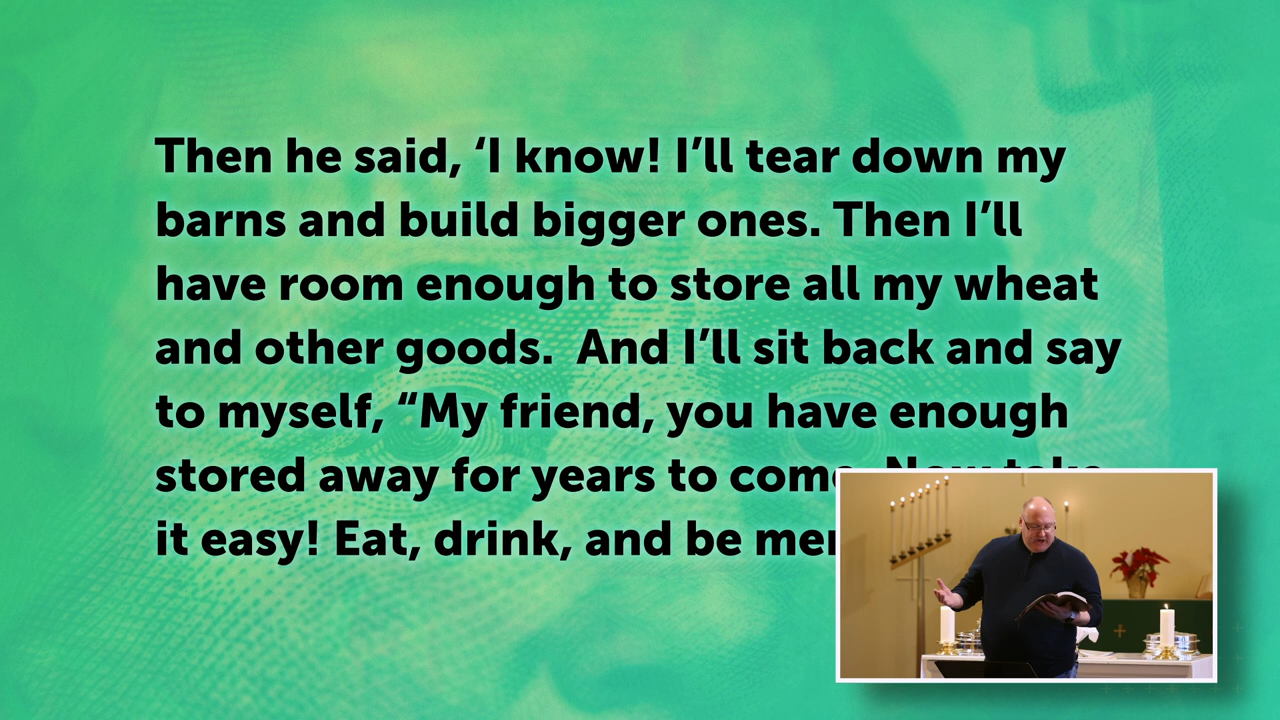 Then he said, ‘I know! I’ll tear down my
barns and build bigger ones. Then I’ll
have room enough to store all my wheat
and other goods.  And I’ll sit back and say
to myself, “My friend, you have enough
stored away for years to come. Now take
it easy! Eat, drink, and be